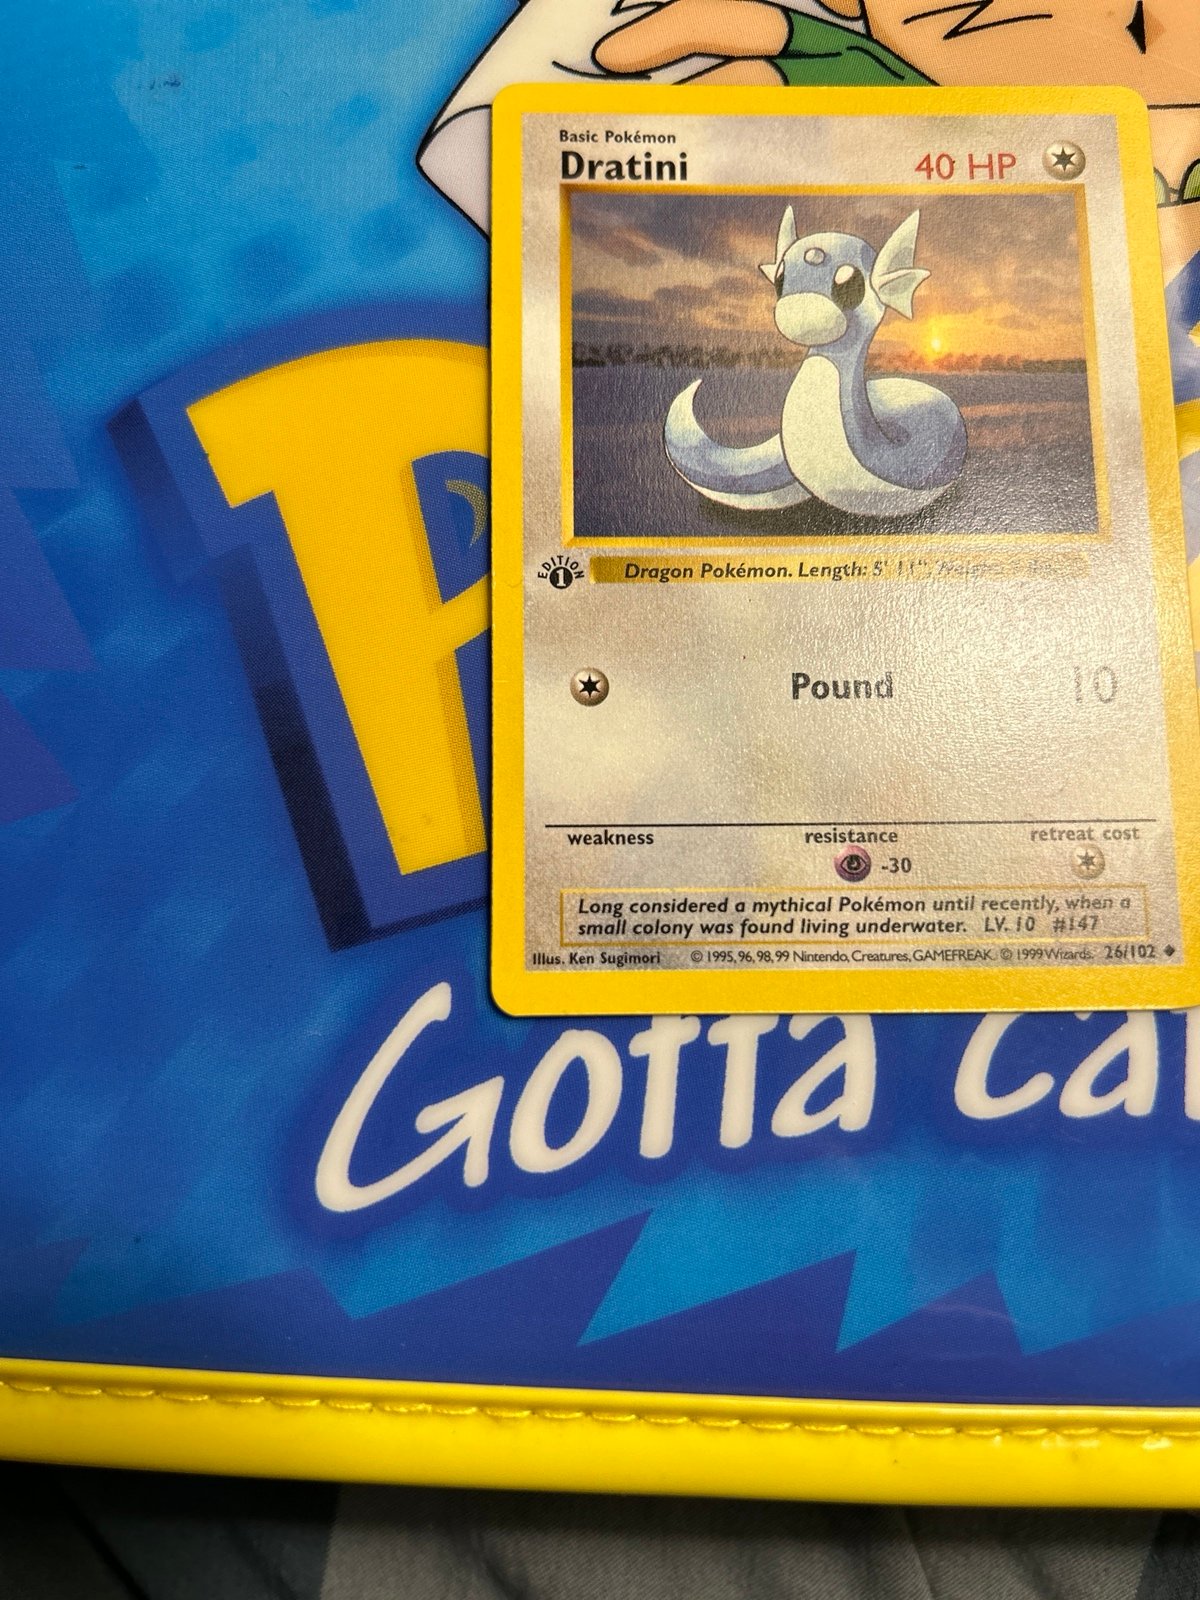 Basic Pokémon
Dratini 40 HP
EDITION 1
Dragon Pokémon. Length: 5' 11",
Pound 10
weakness resistance retreat cost
-30
Long considered a mythical Pokémon until recently, when a
small colony was found living underwater. LV. 10 #147
Illus. Ken Sugimori © 1995, 96, 98, 99 Nintendo, Creatures, GAMEFREAK. © 1999 Wizards. 26/102
P
Gotta ca